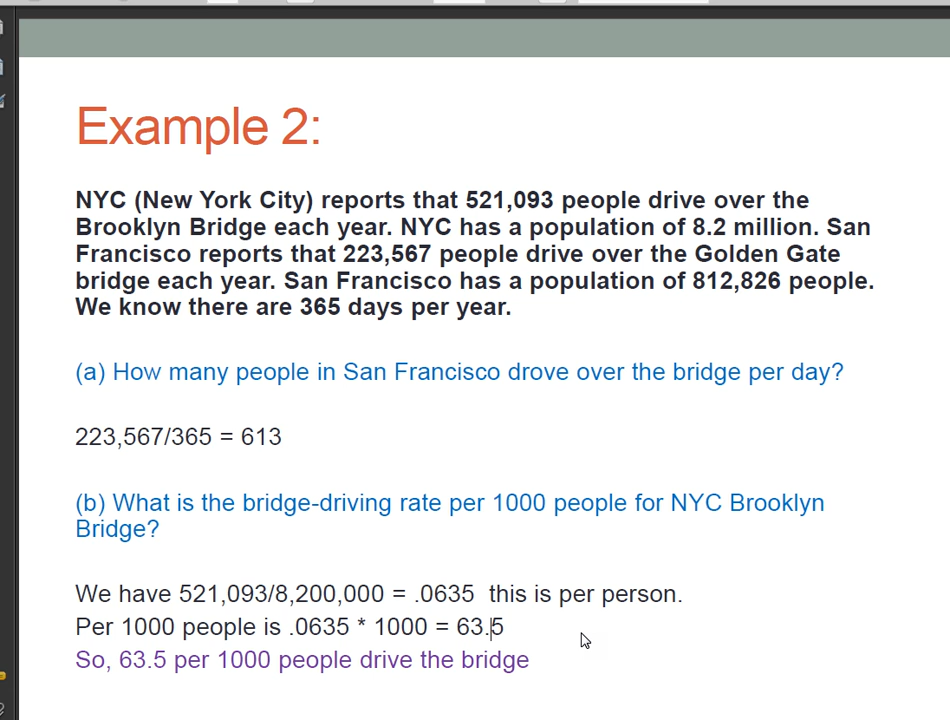 Example 2:
NYC (New York City) reports that 521,093 people drive over the
Brooklyn Bridge each year. NYC has a population of 8.2 million. San
Francisco reports that 223,567 people drive over the Golden Gate
bridge each year. San Francisco has a population of 812,826 people.
We know there are 365 days per year.
(a) How many people in San Francisco drove over the bridge per day?
223,567/365 = 613
(b) What is the bridge-driving rate per 1000 people for NYC Brooklyn
Bridge?
We have 521,093/8,200,000 = .0635  this is per person.
Per 1000 people is .0635 * 1000 = 63.5
So, 63.5 per 1000 people drive the bridge